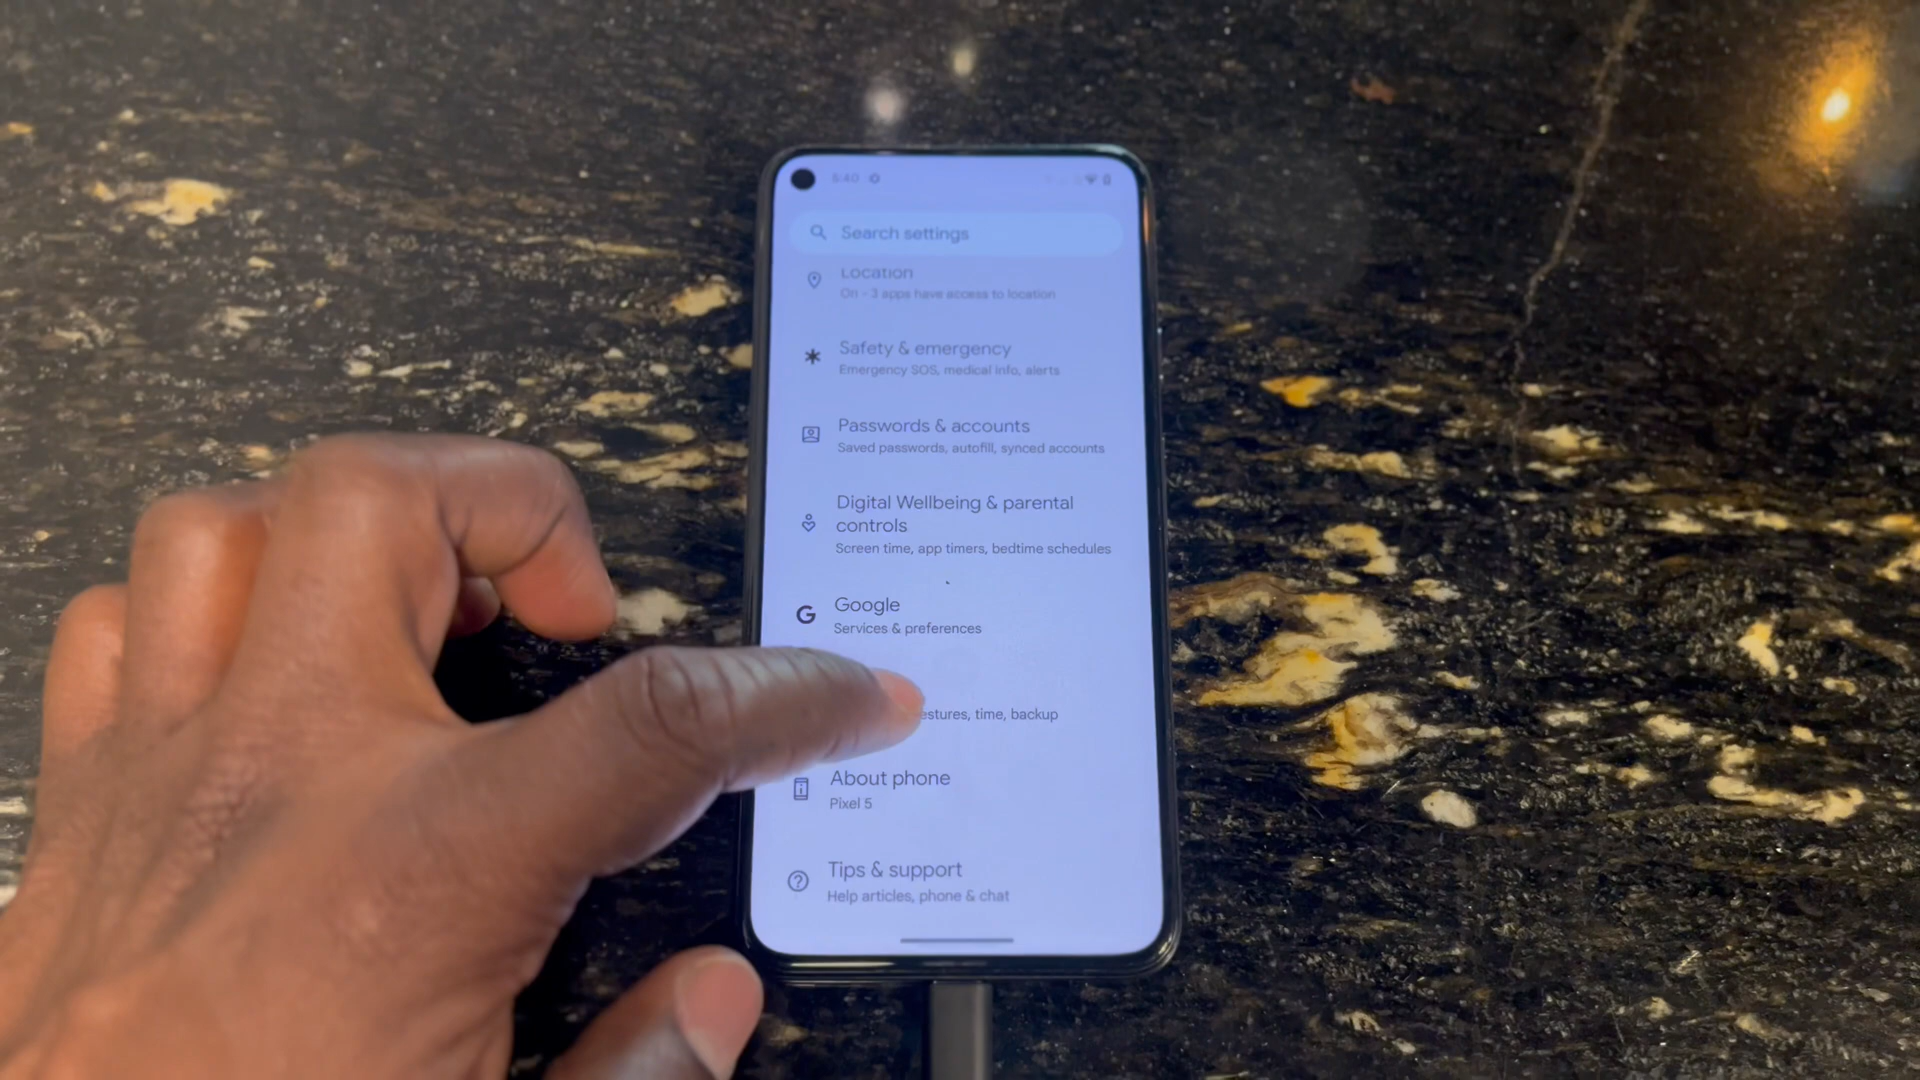 6:40
Search settings
Location
On - 3 apps have access to location
Safety & emergency
Emergency SOS, medical info, alerts
Passwords & accounts
Saved passwords, autofill, synced accounts
Digital Wellbeing & parental
controls
Screen time, app timers, bedtime schedules
Google
Services & preferences
estures, time, backup
About phone
Pixel 5
Tips & support
Help articles, phone & chat